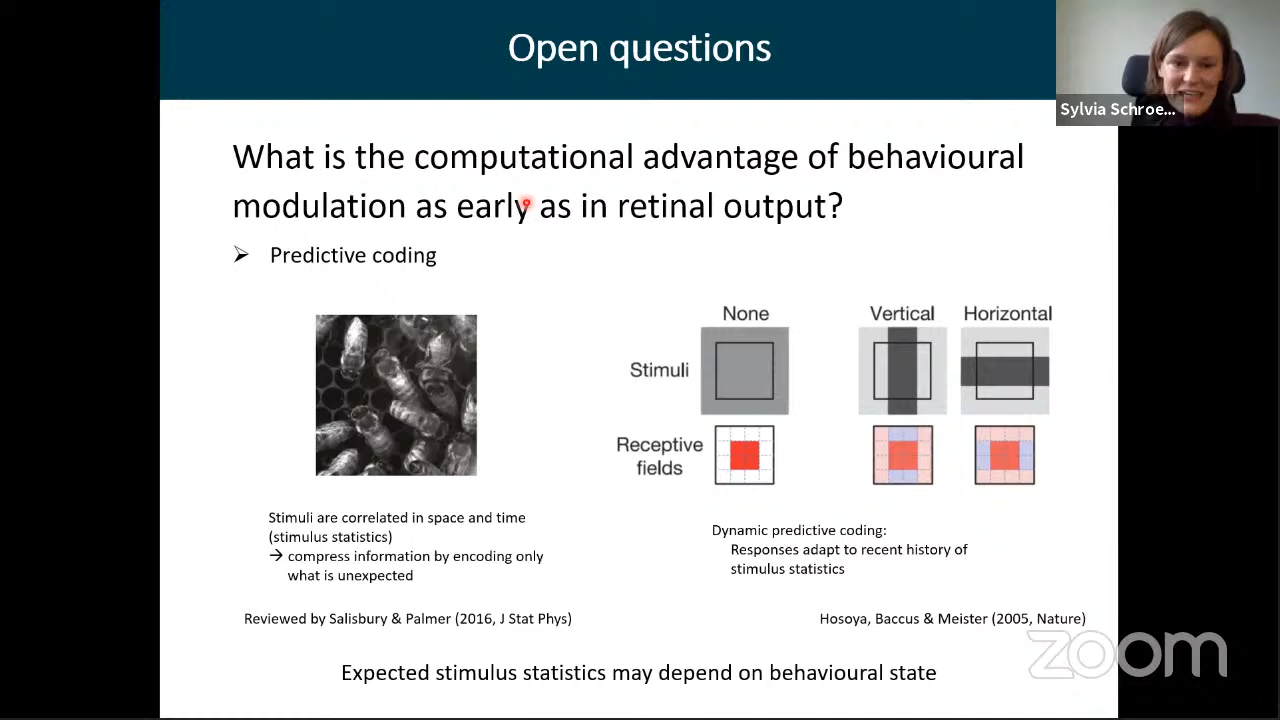 Open questions
Sylvia Schroe...
What is the computational advantage of behavioural
modulation as early as in retinal output?
➢ Predictive coding
None
Vertical
Horizontal
Stimuli
Receptive
fields
Stimuli are correlated in space and time
(stimulus statistics)
→ compress information by encoding only
what is unexpected
Dynamic predictive coding:
Responses adapt to recent history of
stimulus statistics
Reviewed by Salisbury & Palmer (2016, J Stat Phys)
Hosoya, Baccus & Meister (2005, Nature)
zoom
Expected stimulus statistics may depend on behavioural state